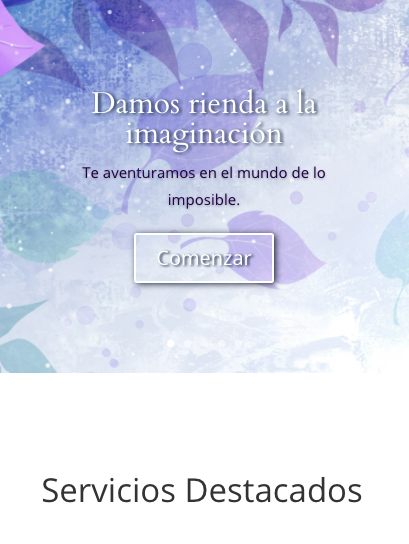 Damos rienda a la
imaginación
Te aventuramos en el mundo de lo
imposible.
Comenzar
Servicios Destacados